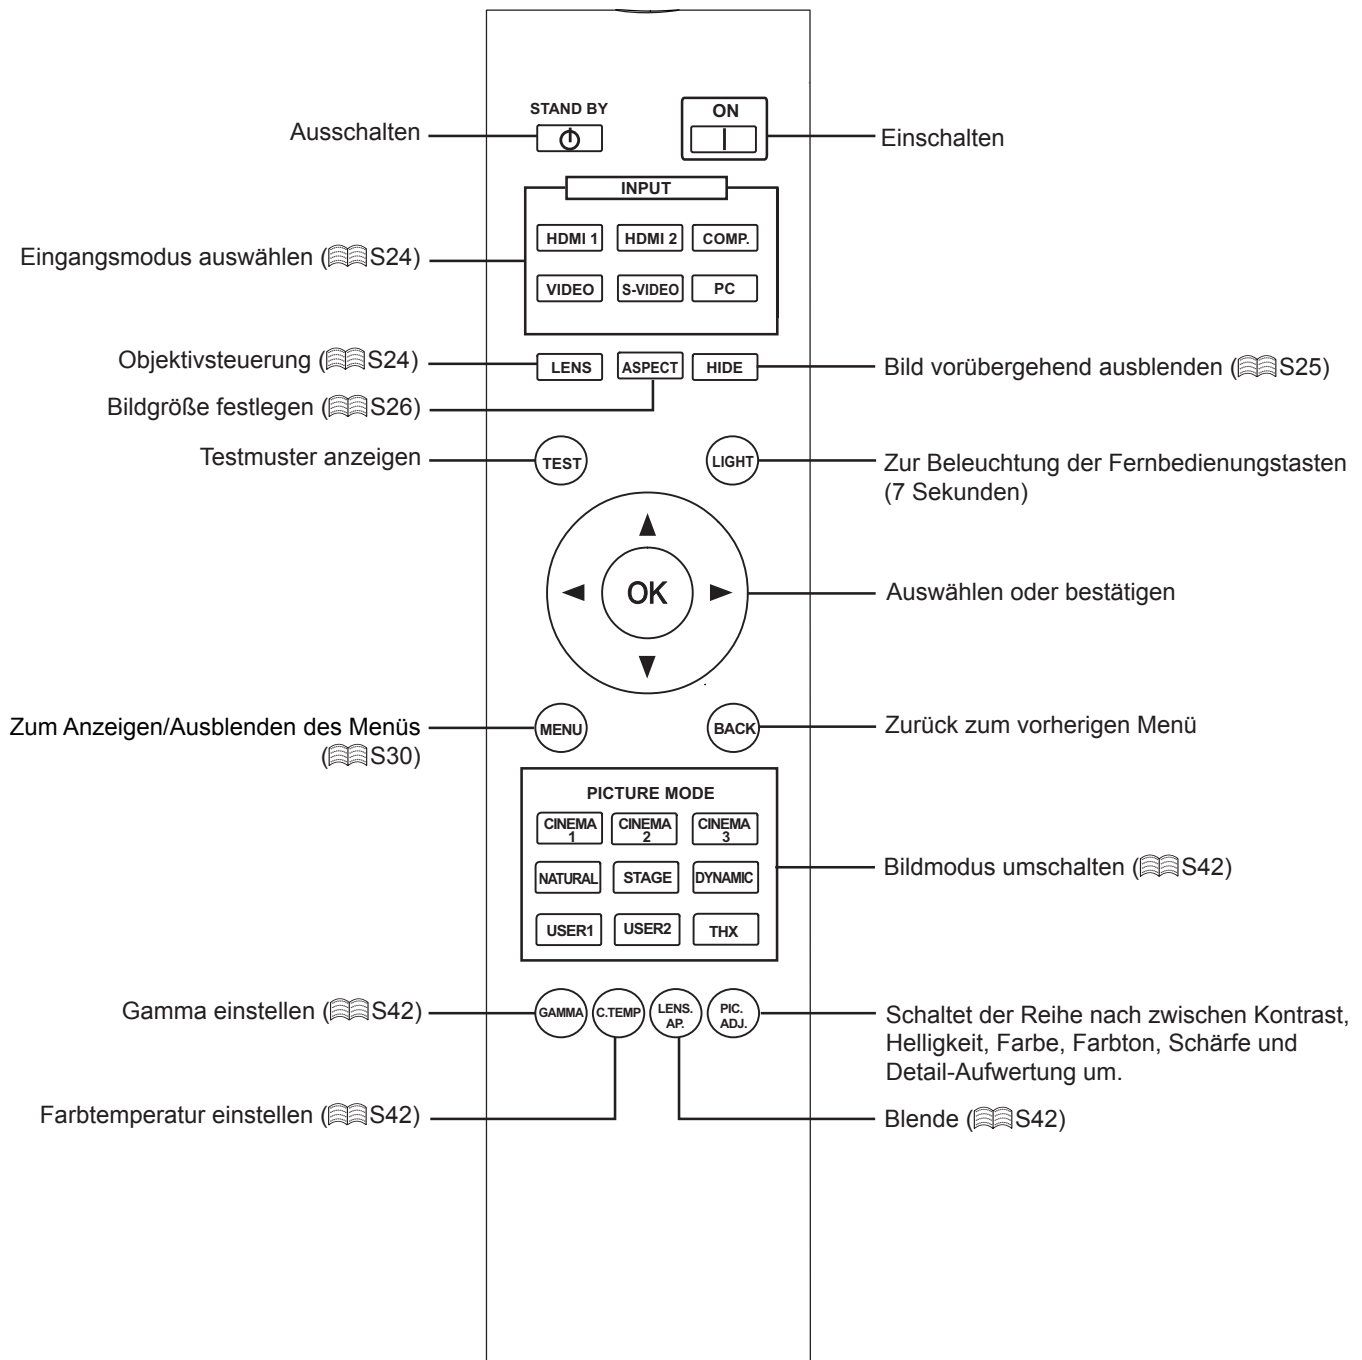 STAND BY
ON
Ausschalten
Einschalten
INPUT
HDMI 1 HDMI 2 COMP.
Eingangsmodus auswählen (S24)
VIDEO S-VIDEO PC
Objektivsteuerung (S24)
LENS ASPECT HIDE
Bild vorübergehend ausblenden (S25)
Bildgröße festlegen (S26)
Testmuster anzeigen
TEST
LIGHT
Zur Beleuchtung der Fernbedienungstasten
(7 Sekunden)
OK
Auswählen oder bestätigen
Zum Anzeigen/Ausblenden des Menüs
(S30)
MENU
BACK
Zurück zum vorherigen Menü
PICTURE MODE
CINEMA
1
CINEMA
2
CINEMA
3
NATURAL STAGE DYNAMIC
Bildmodus umschalten (S42)
USER1 USER2 THX
Gamma einstellen (S42)
GAMMA
C.TEMP
LENS.
AP.
PIC.
ADJ.
Schaltet der Reihe nach zwischen Kontrast,
Helligkeit, Farbe, Farbton, Schärfe und
Detail-Aufwertung um.
Farbtemperatur einstellen (S42)
Blende (S42)